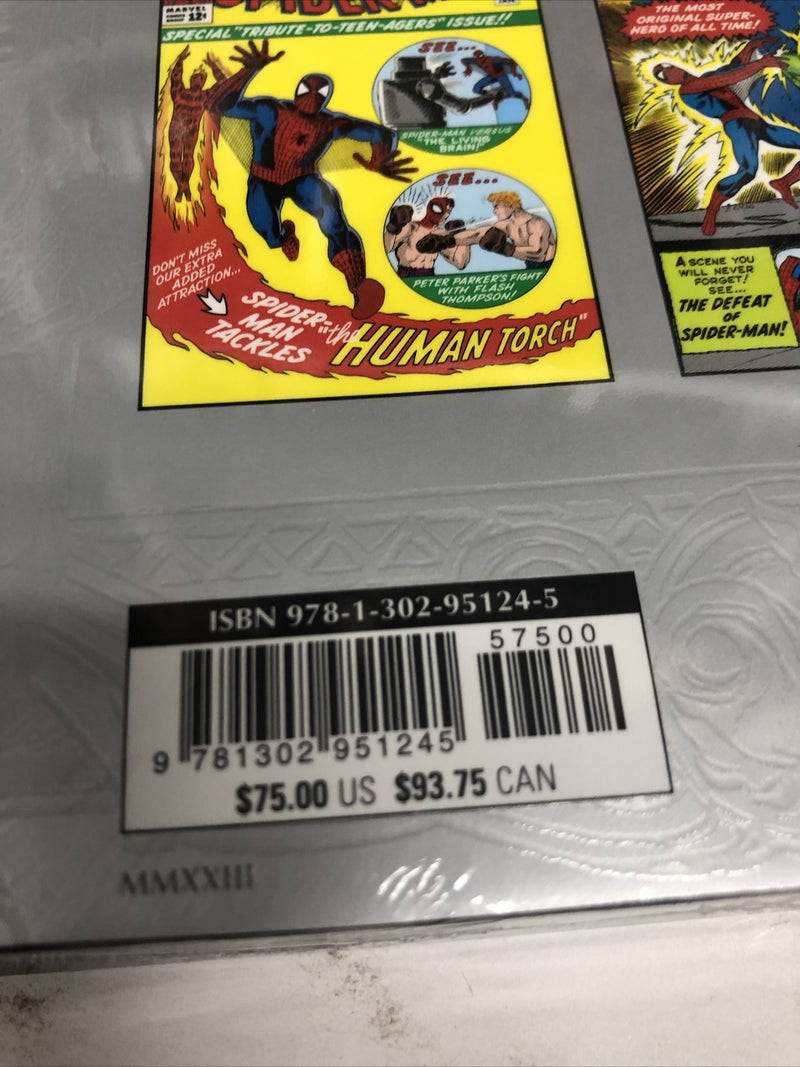 MARVEL
COMICS
GROUP 12¢
SPIDER-
SPECIAL "TRIBUTE-TO-TEEN-AGERS" ISSUE!!
SEE...
SPIDER-MAN VERSUS
"THE LIVING
BRAIN!"
SEE...
PETER PARKER'S FIGHT
WITH FLASH
THOMPSON!
DON'T MISS
OUR EXTRA
ADDED
ATTRACTION...
SPIDER-
MAN
TACKLES
"the HUMAN TORCH"
THE MOST
ORIGINAL SUPER-
HERO OF ALL TIME!
A SCENE YOU
WILL NEVER
FORGET!
SEE...
THE DEFEAT
OF
SPIDER-MAN!
ISBN 978-1-302-95124-5
57500
9 781302 951245
$75.00 US $93.75 CAN
MMXXIII